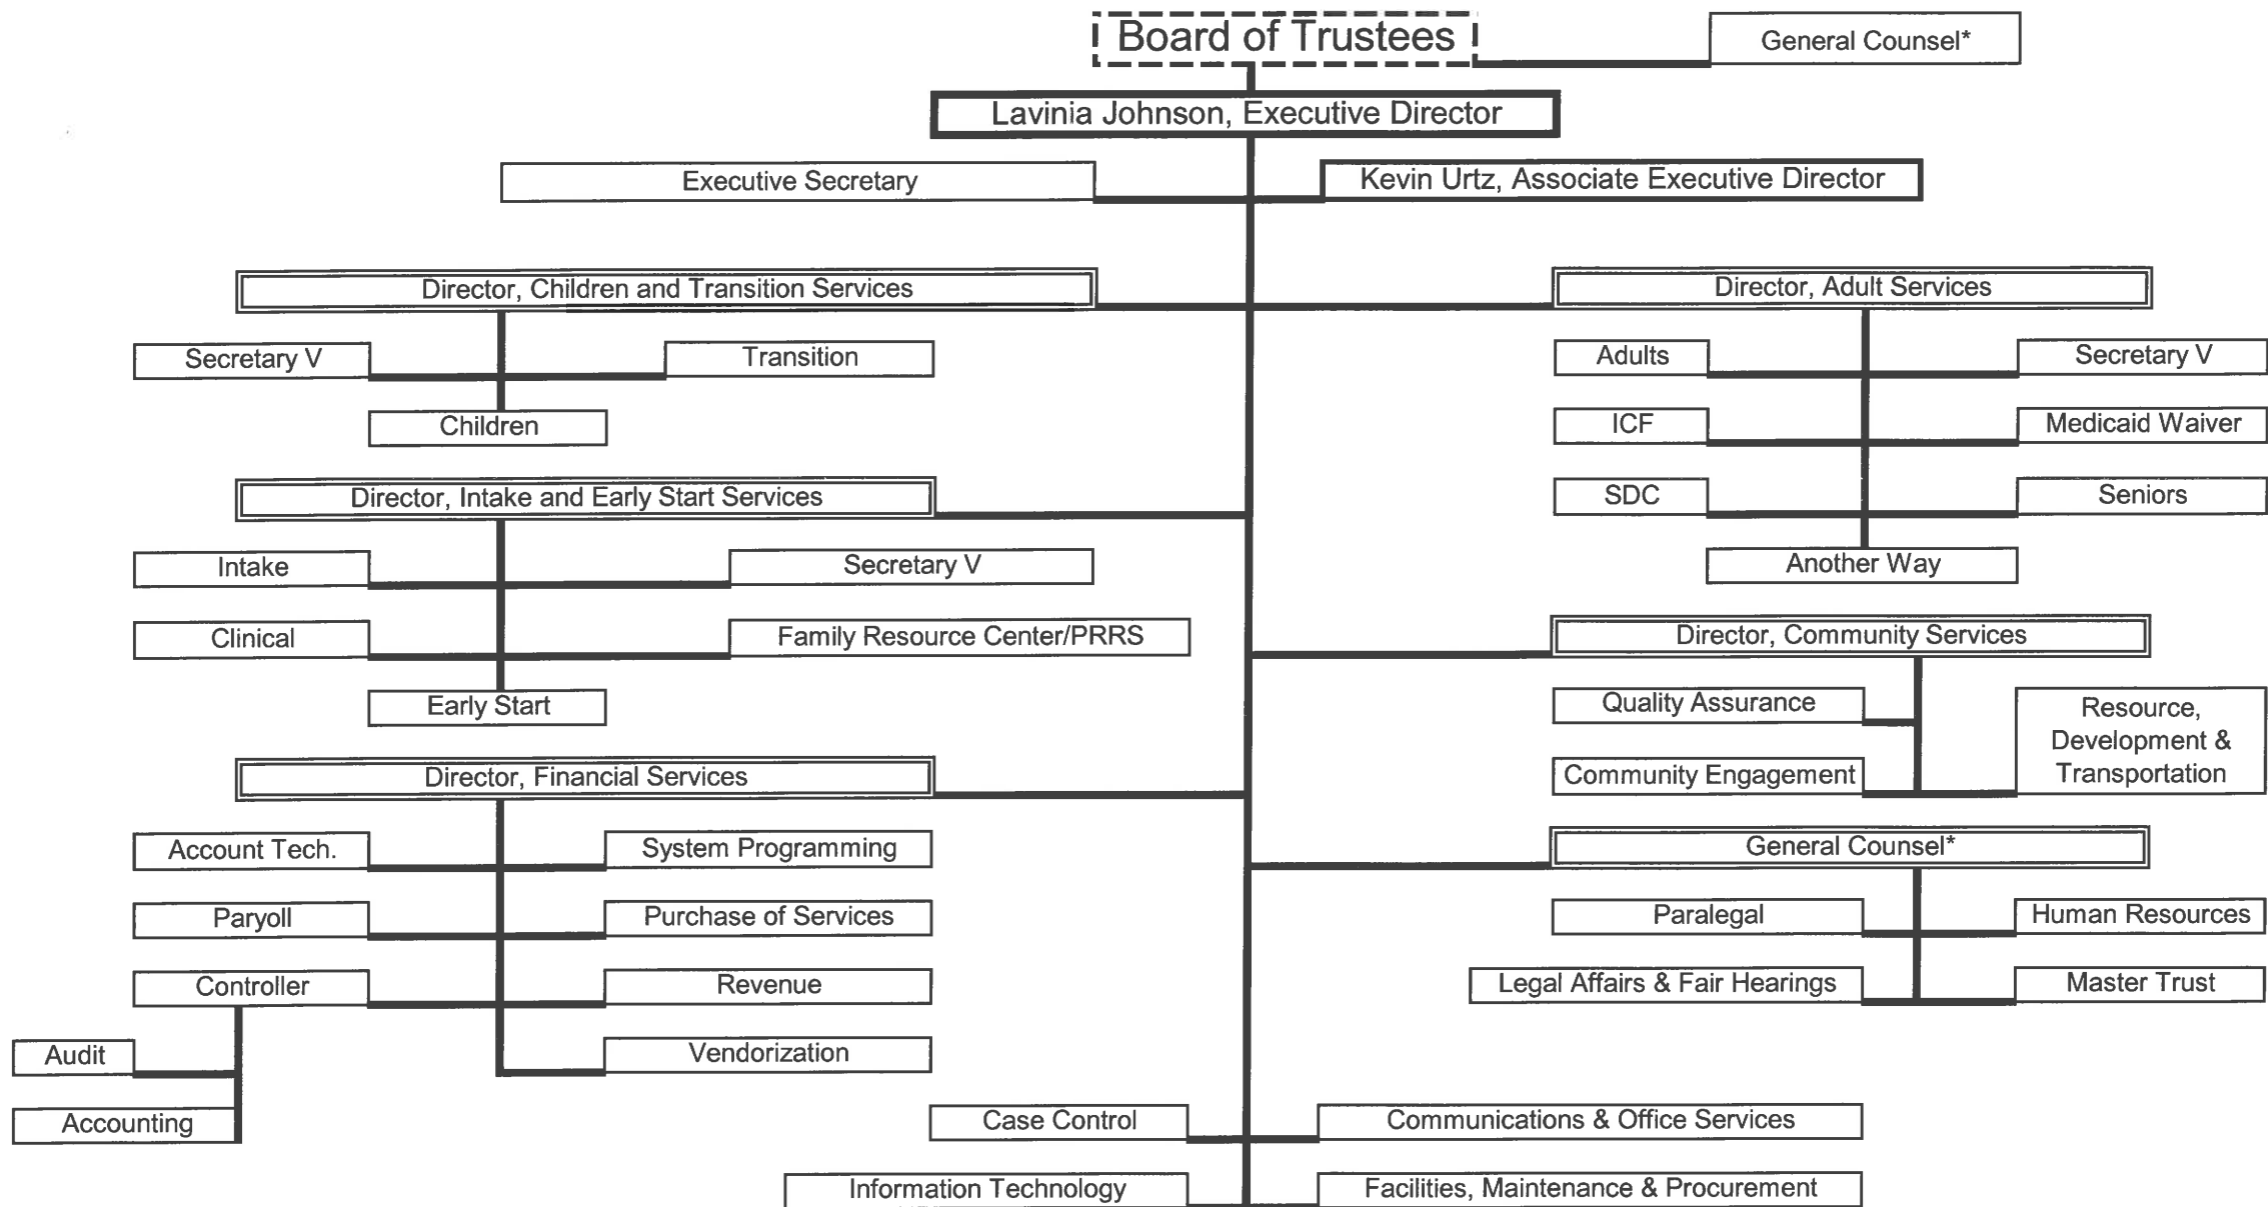 Board of Trustees
General Counsel*
Lavinia Johnson, Executive Director
Executive Secretary
Kevin Urtz, Associate Executive Director
Director, Children and Transition Services
Director, Adult Services
Secretary V
Transition
Adults
Secretary V
Children
ICF
Medicaid Waiver
Director, Intake and Early Start Services
SDC
Seniors
Intake
Secretary V
Another Way
Clinical
Family Resource Center/PRRS
Director, Community Services
Early Start
Quality Assurance
Resource,
Development &
Transportation
Director, Financial Services
Community Engagement
Account Tech.
System Programming
General Counsel*
Paryoll
Purchase of Services
Paralegal
Human Resources
Controller
Revenue
Legal Affairs & Fair Hearings
Master Trust
Audit
Vendorization
Accounting
Case Control
Communications & Office Services
Information Technology
Facilities, Maintenance & Procurement